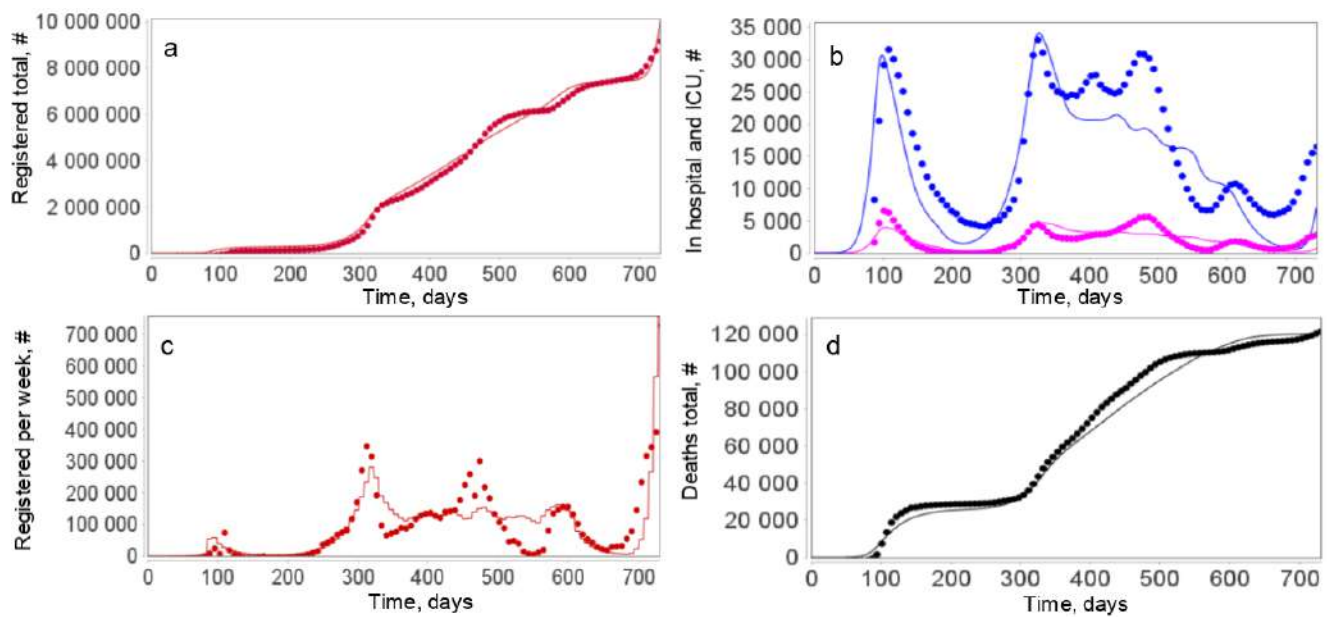 Registered total, #
a
10 000 000
8 000 000
6 000 000
4 000 000
2 000 000
0
0 100 200 300 400 500 600 700
Time, days
In hospital and ICU, #
b
35 000
30 000
25 000
20 000
15 000
10 000
5 000
0
0 100 200 300 400 500 600 700
Time, days
Registered per week, #
c
700 000
600 000
500 000
400 000
300 000
200 000
100 000
0
0 100 200 300 400 500 600 700
Time, days
Deaths total, #
d
120 000
100 000
80 000
60 000
40 000
20 000
0
0 100 200 300 400 500 600 700
Time, days